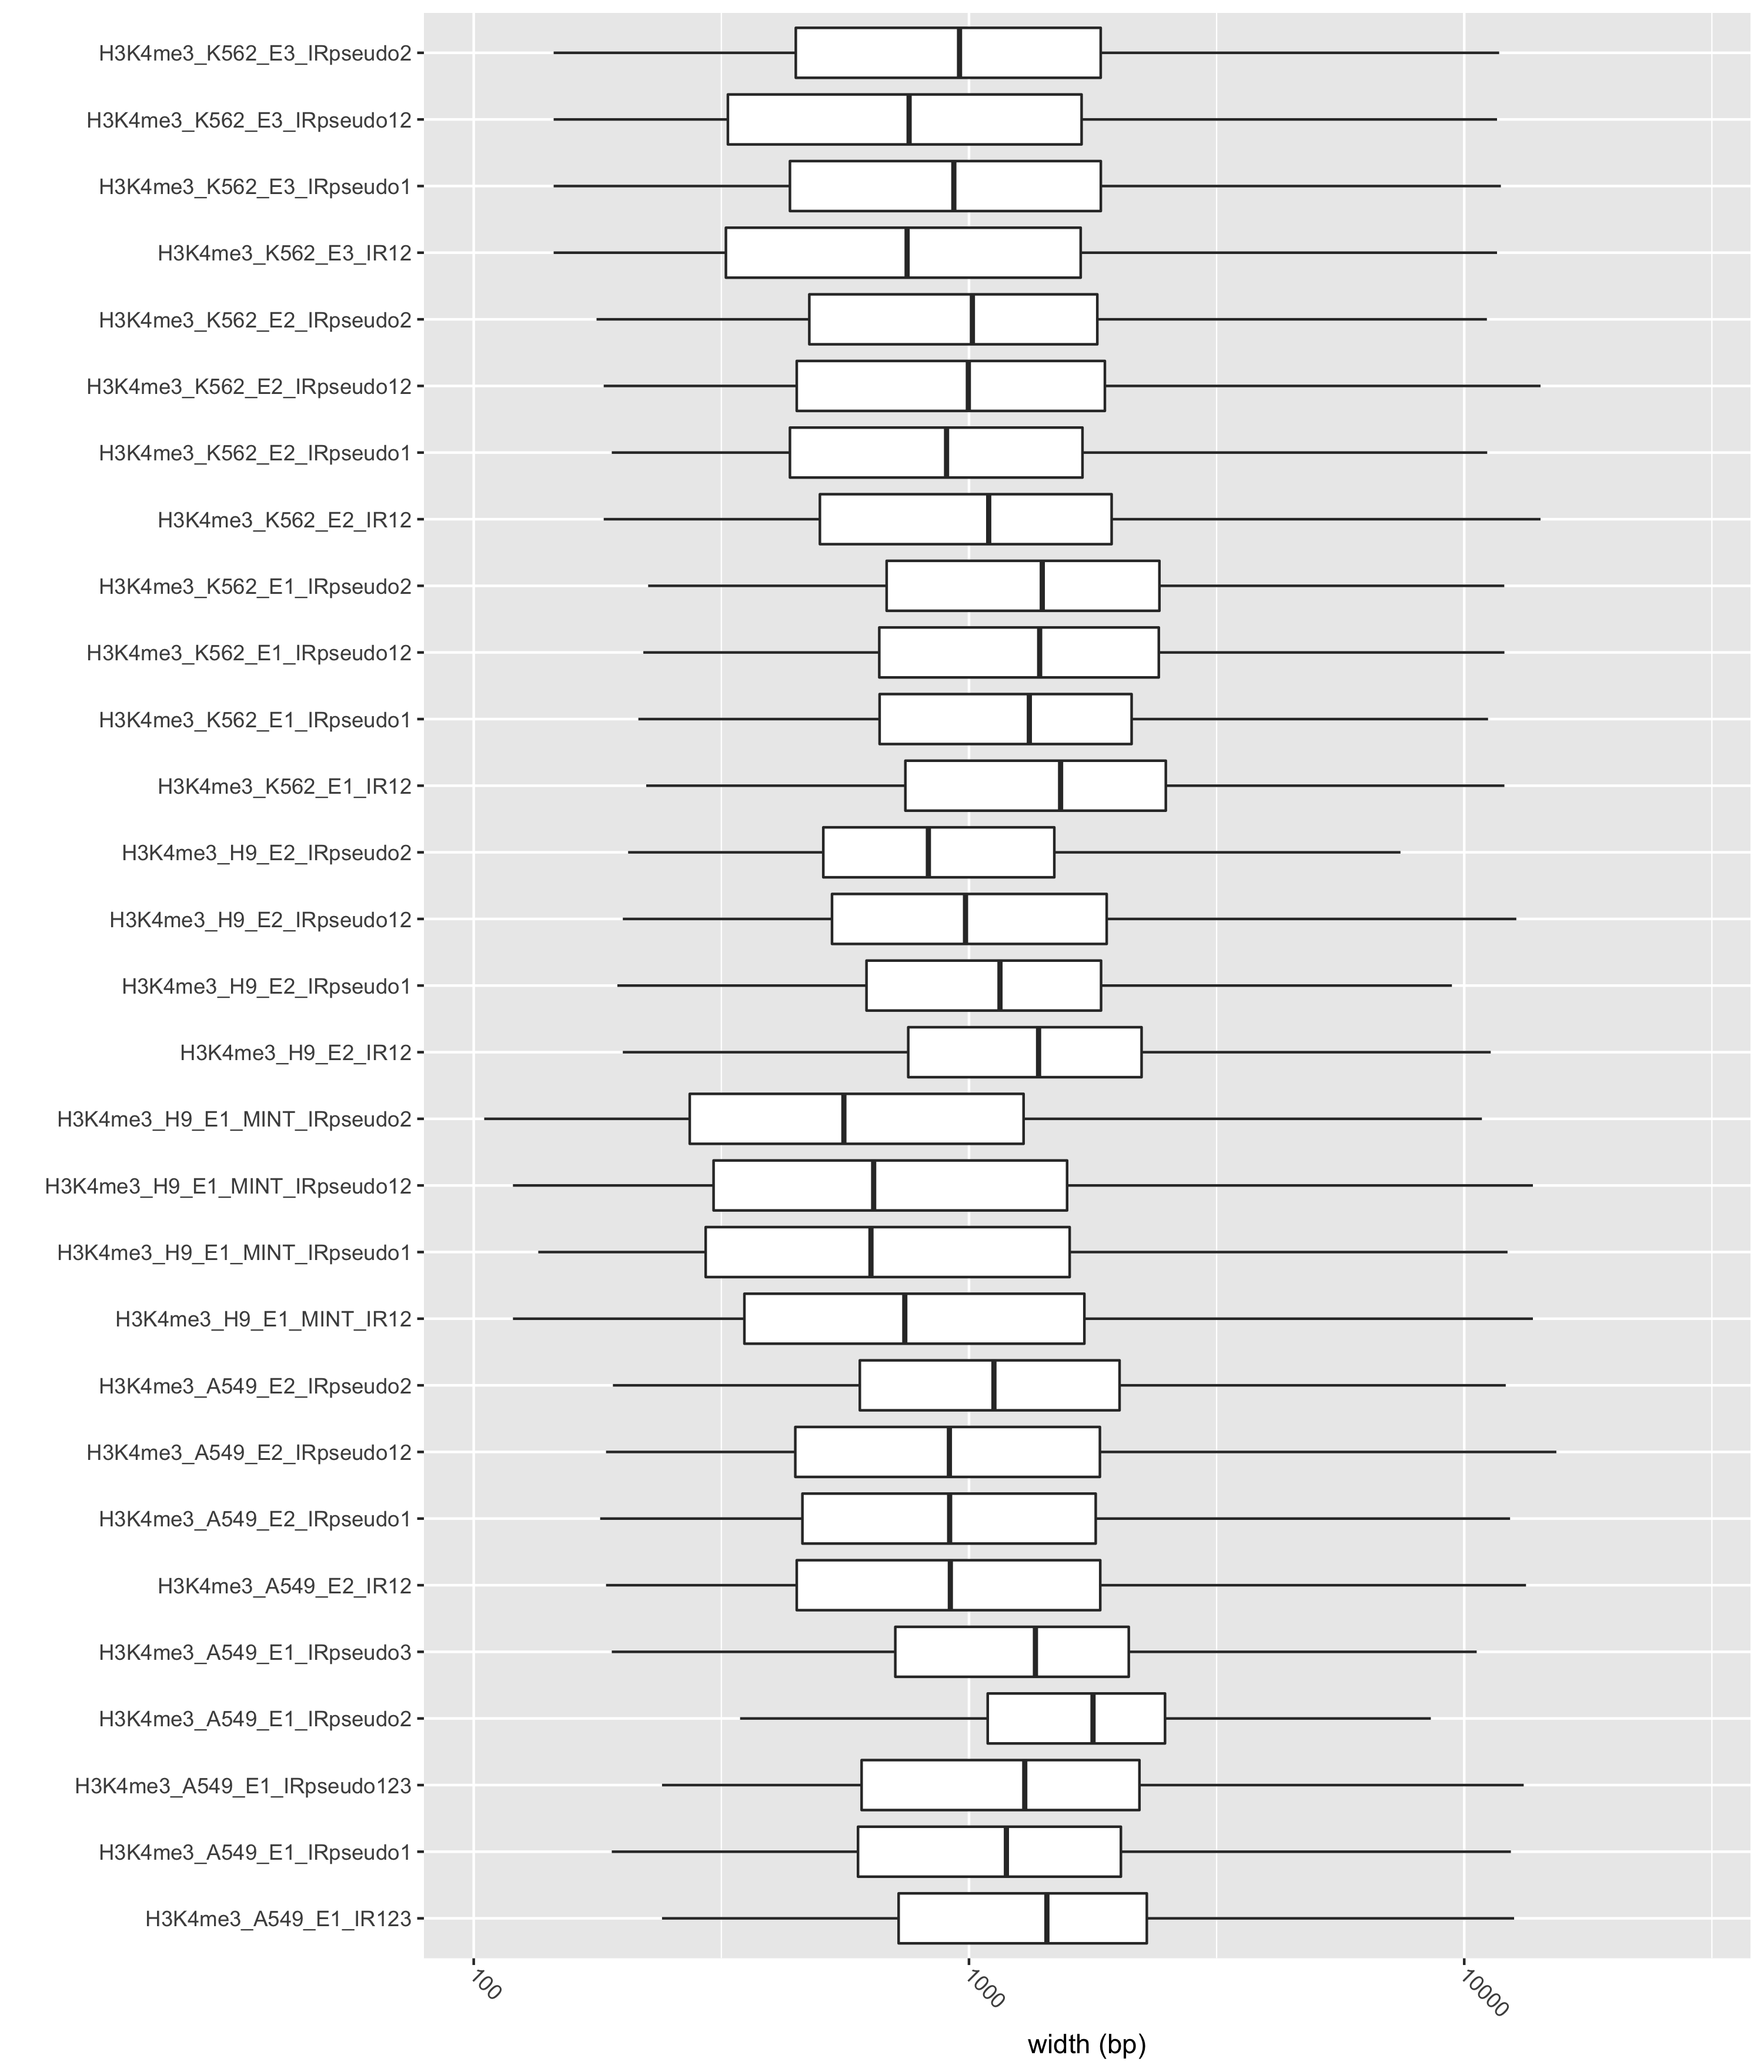 H3K4me3_K562_E3_IRpseudo2
H3K4me3_K562_E3_IRpseudo12
H3K4me3_K562_E3_IRpseudo1
H3K4me3_K562_E3_IR12
H3K4me3_K562_E2_IRpseudo2
H3K4me3_K562_E2_IRpseudo12
H3K4me3_K562_E2_IRpseudo1
H3K4me3_K562_E2_IR12
H3K4me3_K562_E1_IRpseudo2
H3K4me3_K562_E1_IRpseudo12
H3K4me3_K562_E1_IRpseudo1
H3K4me3_K562_E1_IR12
H3K4me3_H9_E2_IRpseudo2
H3K4me3_H9_E2_IRpseudo12
H3K4me3_H9_E2_IRpseudo1
H3K4me3_H9_E2_IR12
H3K4me3_H9_E1_MINT_IRpseudo2
H3K4me3_H9_E1_MINT_IRpseudo12
H3K4me3_H9_E1_MINT_IRpseudo1
H3K4me3_H9_E1_MINT_IR12
H3K4me3_A549_E2_IRpseudo2
H3K4me3_A549_E2_IRpseudo12
H3K4me3_A549_E2_IRpseudo1
H3K4me3_A549_E2_IR12
H3K4me3_A549_E1_IRpseudo3
H3K4me3_A549_E1_IRpseudo2
H3K4me3_A549_E1_IRpseudo123
H3K4me3_A549_E1_IRpseudo1
H3K4me3_A549_E1_IR123
100
1000
10000
width (bp)